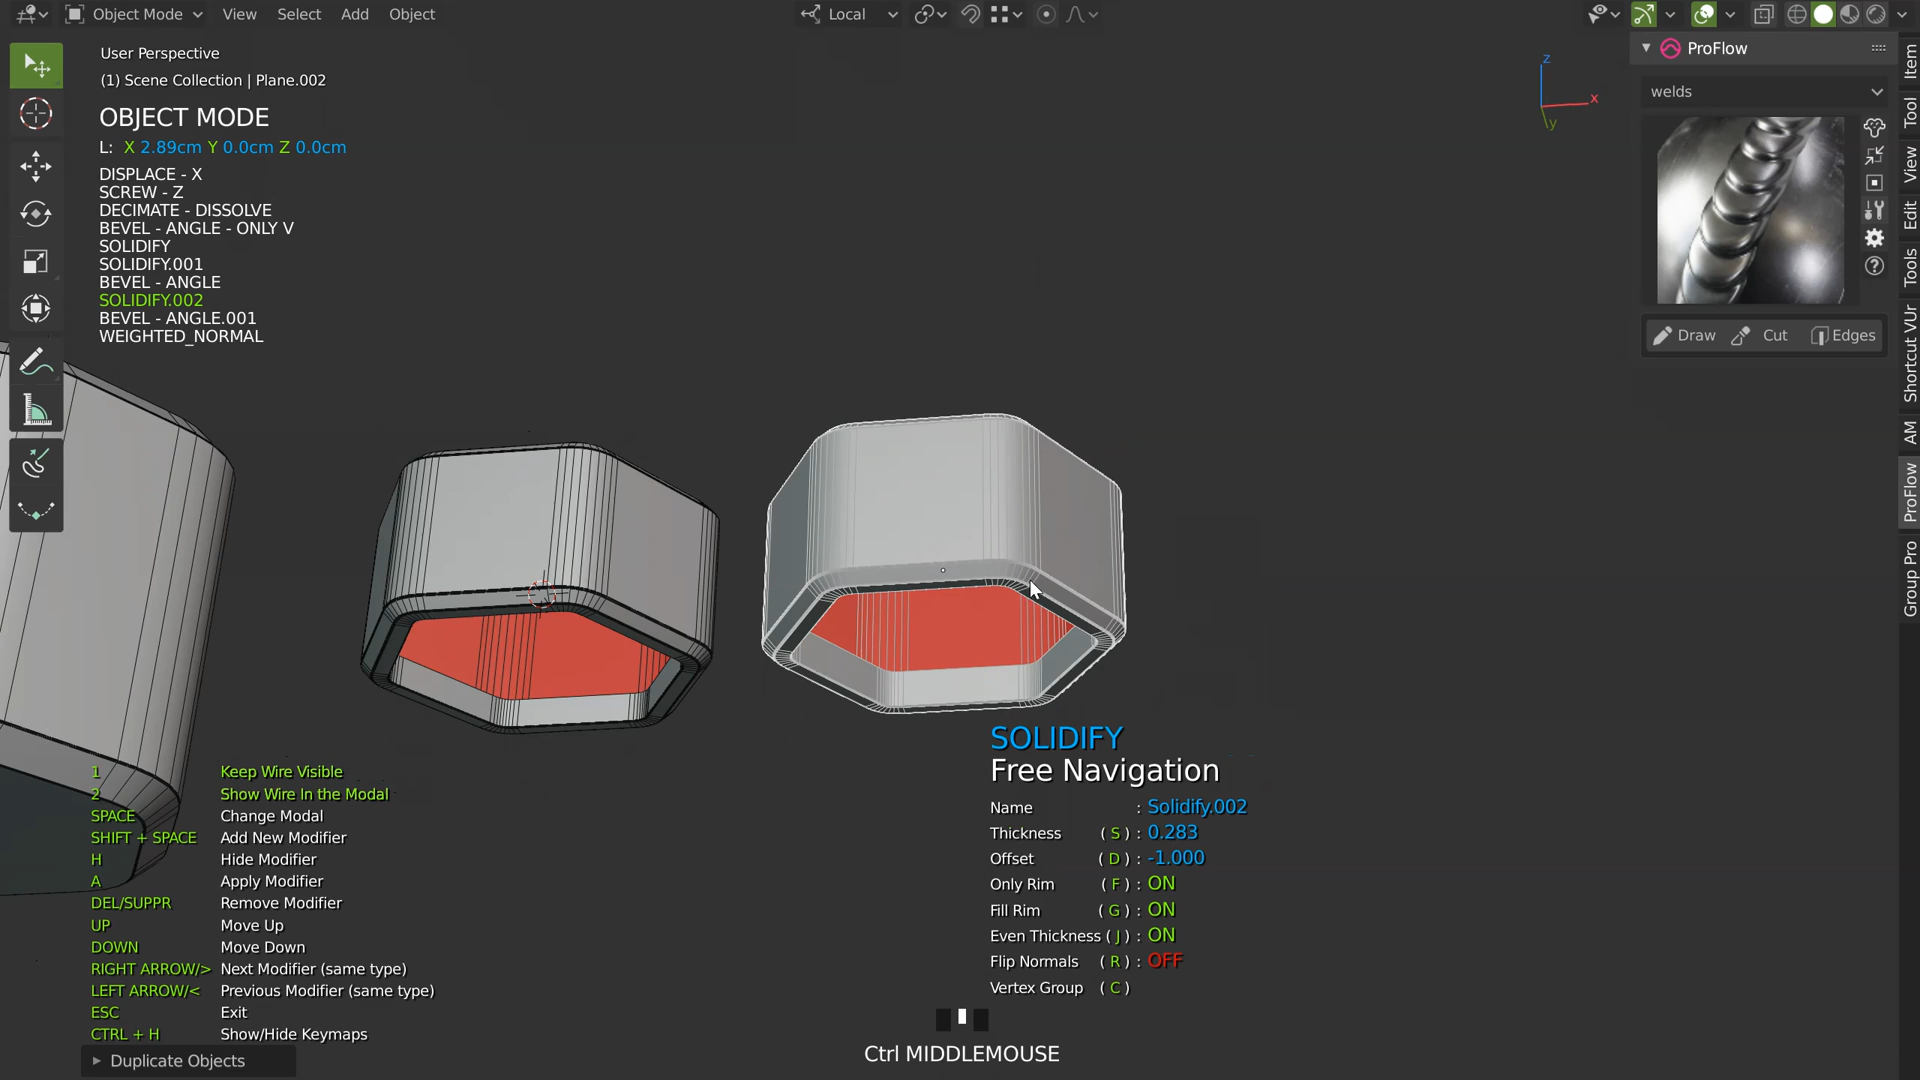 Object Mode View Select Add Object Local
User Perspective
(1) Scene Collection | Plane.002
OBJECT MODE
L: X 2.89cm Y 0.0cm Z 0.0cm
DISPLACE - X
SCREW - Z
DECIMATE - DISSOLVE
BEVEL - ANGLE - ONLY V
SOLIDIFY
SOLIDIFY.001
BEVEL - ANGLE
SOLIDIFY.002
BEVEL - ANGLE.001
WEIGHTED_NORMAL
z
x
y
ProFlow
welds
Draw Cut Edges
Item
Tool
View
Edit
Tools
Shortcut VUr
AM
ProFlow
Group Pro
1 Keep Wire Visible
2 Show Wire In the Modal
SPACE Change Modal
SHIFT + SPACE Add New Modifier
H Hide Modifier
A Apply Modifier
DEL/SUPPR Remove Modifier
UP Move Up
DOWN Move Down
RIGHT ARROW/> Next Modifier (same type)
LEFT ARROW/< Previous Modifier (same type)
ESC Exit
CTRL + H Show/Hide Keymaps
Duplicate Objects
SOLIDIFY
Free Navigation
Name : Solidify.002
Thickness ( S ) : 0.283
Offset ( D ) : -1.000
Only Rim ( F ) : ON
Fill Rim ( G ) : ON
Even Thickness ( J ) : ON
Flip Normals ( R ) : OFF
Vertex Group ( C )
Ctrl MIDDLEMOUSE